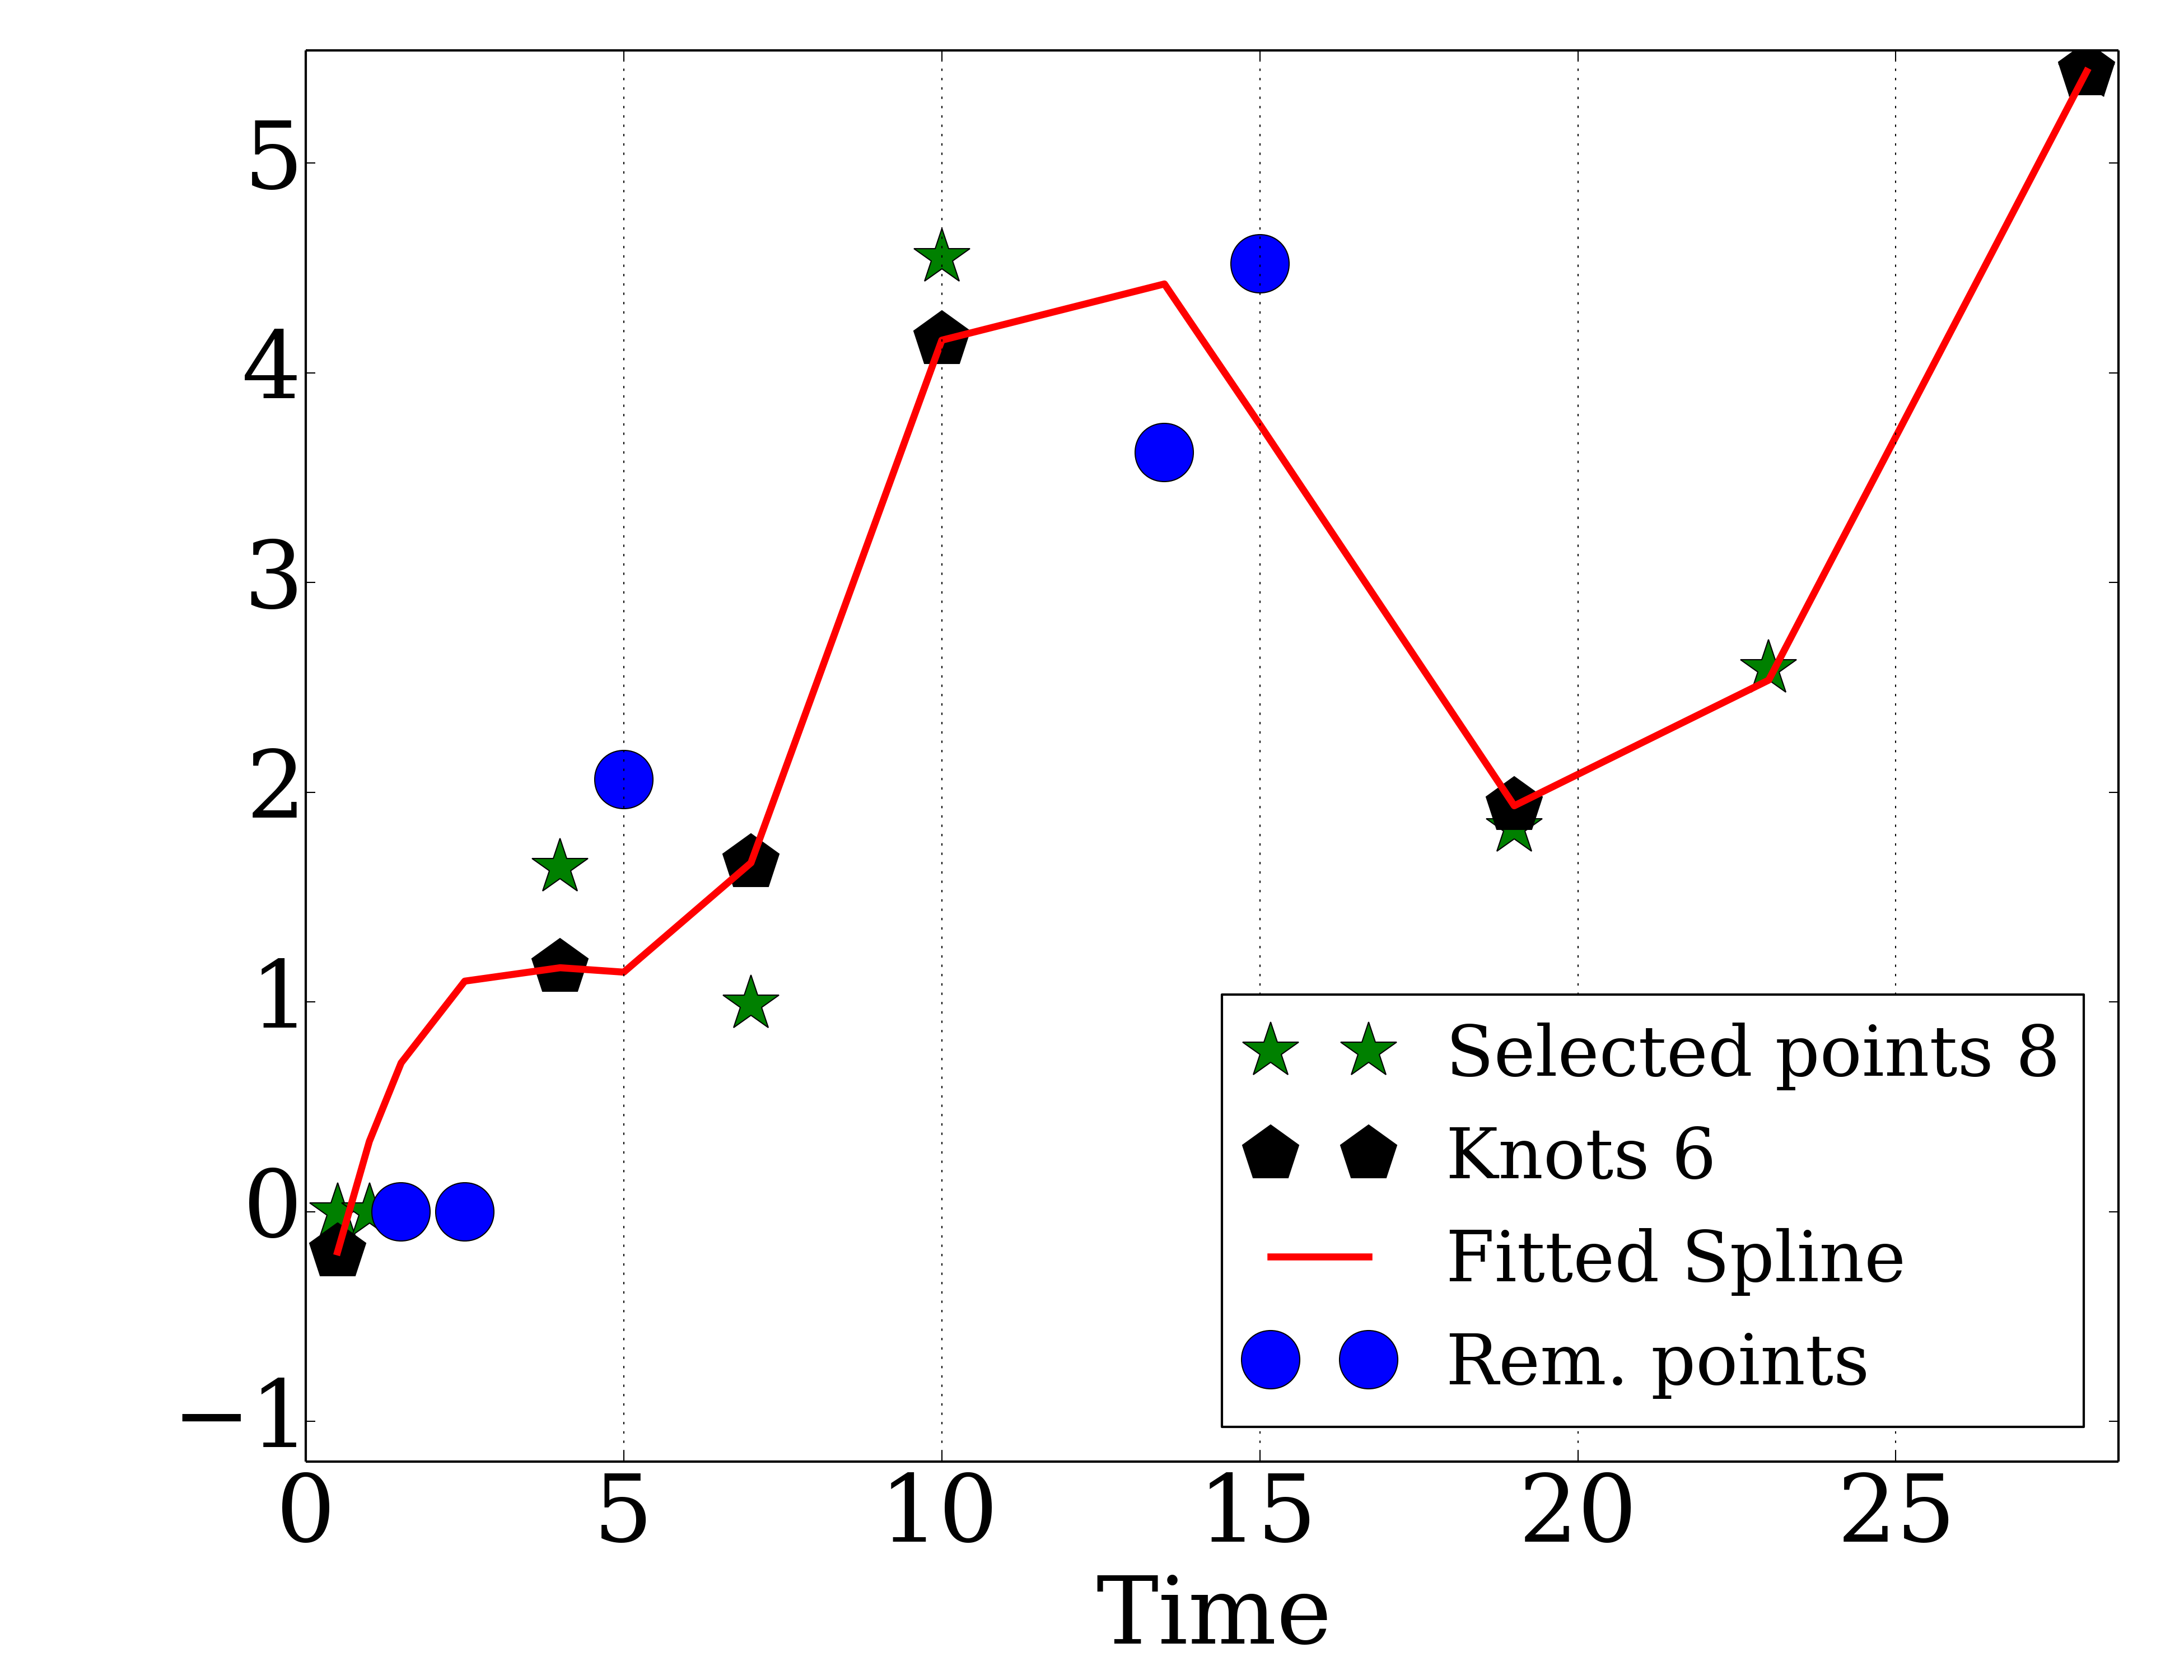 5
4
3
2
1
0
−1
0 5 10 15 20 25
Time
Selected points 8
Knots 6
Fitted Spline
Rem. points